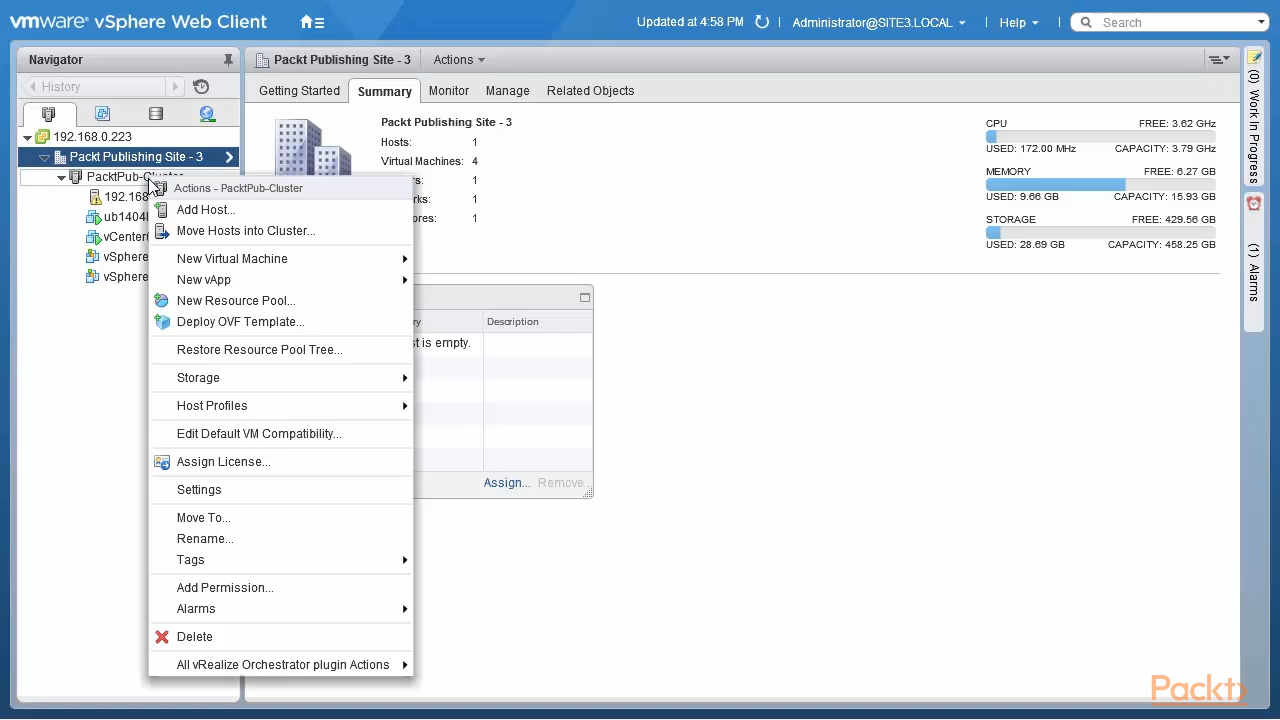 vmware® vSphere Web Client
Updated at 4:58 PM
Administrator@SITE3.LOCAL
Help
Search
Navigator
History
192.168.0.223
Packt Publishing Site - 3
PacktPub-Cluster
192.168
ub1404
vCenter
vSphere
vSphere
Packt Publishing Site - 3
Actions
Getting Started
Summary
Monitor
Manage
Related Objects
Packt Publishing Site - 3
Hosts: 1
Virtual Machines: 4
rs: 1
rks: 1
ores: 1
CPU FREE: 3.62 GHz
USED: 172.00 MHz CAPACITY: 3.79 GHz
MEMORY FREE: 6.27 GB
USED: 9.66 GB CAPACITY: 15.93 GB
STORAGE FREE: 429.56 GB
USED: 28.69 GB CAPACITY: 458.25 GB
Actions - PacktPub-Cluster
Add Host...
Move Hosts into Cluster...
New Virtual Machine
New vApp
New Resource Pool...
Deploy OVF Template...
Restore Resource Pool Tree...
Storage
Host Profiles
Edit Default VM Compatibility...
Assign License...
Settings
Move To...
Rename...
Tags
Add Permission...
Alarms
Delete
All vRealize Orchestrator plugin Actions
ry Description
st is empty.
Assign... Remove...
(0) Work In Progress
(1) Alarms
Packt